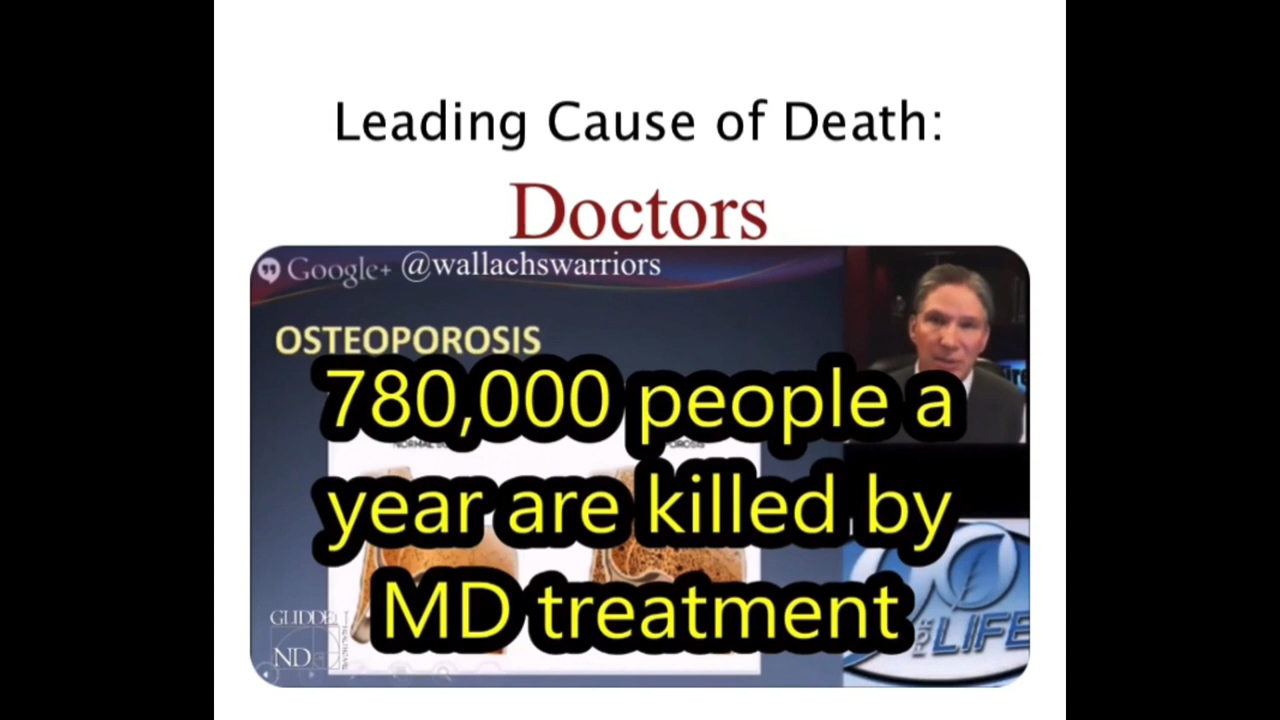 Leading Cause of Death:
Doctors
Google+ @wallachswarriors
OSTEOPOROSIS
780,000 people a
year are killed by
MD treatment
ND
FOR LIFE